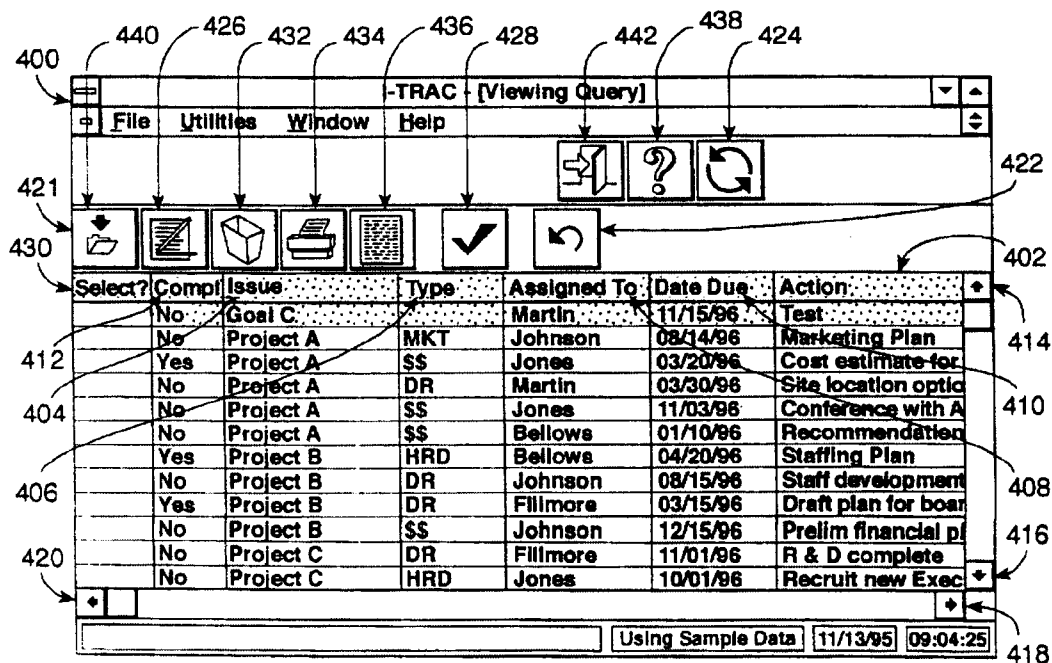 440 426 432 434 436 428 442 438 424
400
-TRAC - [Viewing Query]
File Utilities Window Help
422
421
430
402
Select? Compl Issue Type Assigned To Date Due Action
No Goal C Martin 11/15/96 Test
No Project A MKT Johnson 08/14/96 Marketing Plan
412
414
Yes Project A $$ Jones 03/20/96 Cost estimate for
No Project A DR Martin 03/30/96 Site location optio
404
410
No Project A $$ Jones 11/03/96 Conference with A
No Project A $$ Bellows 01/10/96 Recommendation
Yes Project B HRD Bellows 04/20/96 Staffing Plan
406
408
No Project B DR Johnson 08/15/96 Staff development
Yes Project B DR Fillmore 03/15/96 Draft plan for boar
No Project B $$ Johnson 12/15/96 Prelim financial pl
420
416
No Project C DR Fillmore 11/01/96 R & D complete
No Project C HRD Jones 10/01/96 Recruit new Exec
Using Sample Data 11/13/95 09:04:25
418